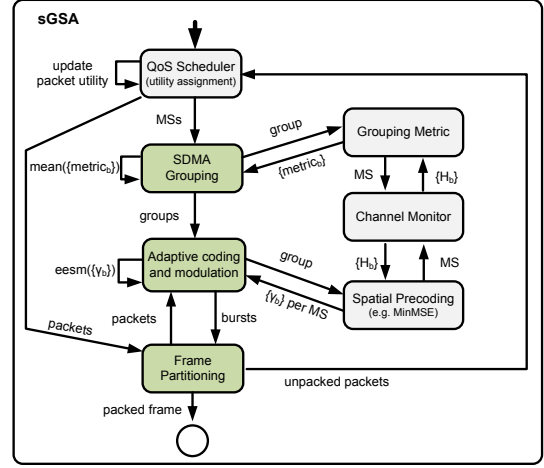 sGSA
update
packet utility
QoS Scheduler
(utility assignment)
MSs
group
Grouping Metric
mean({metric_b})
SDMA
Grouping
{metric_b}
MS
{H_b}
groups
Channel Monitor
Adaptive coding
and modulation
eesm({γ_b})
group
{H_b}
MS
{γ_b} per MS
Spatial Precoding
(e.g. MinMSE)
packets
packets
bursts
Frame
Partitioning
unpacked packets
packed frame